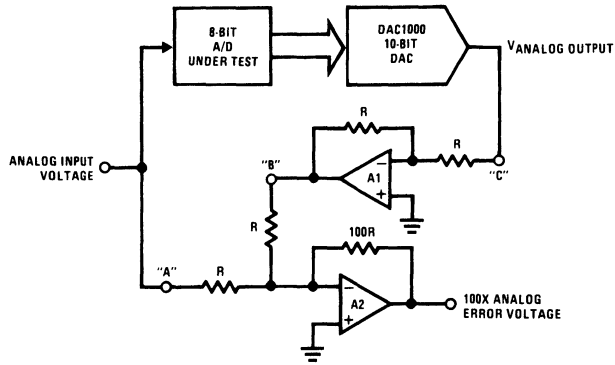 8-BIT
A/D
UNDER TEST
DAC1000
10-BIT
DAC
VANALOG OUTPUT
R
R
"C"
−
A1
+
ANALOG INPUT
VOLTAGE
"B"
R
100R
"A"
R
−
A2
+
100X ANALOG
ERROR VOLTAGE